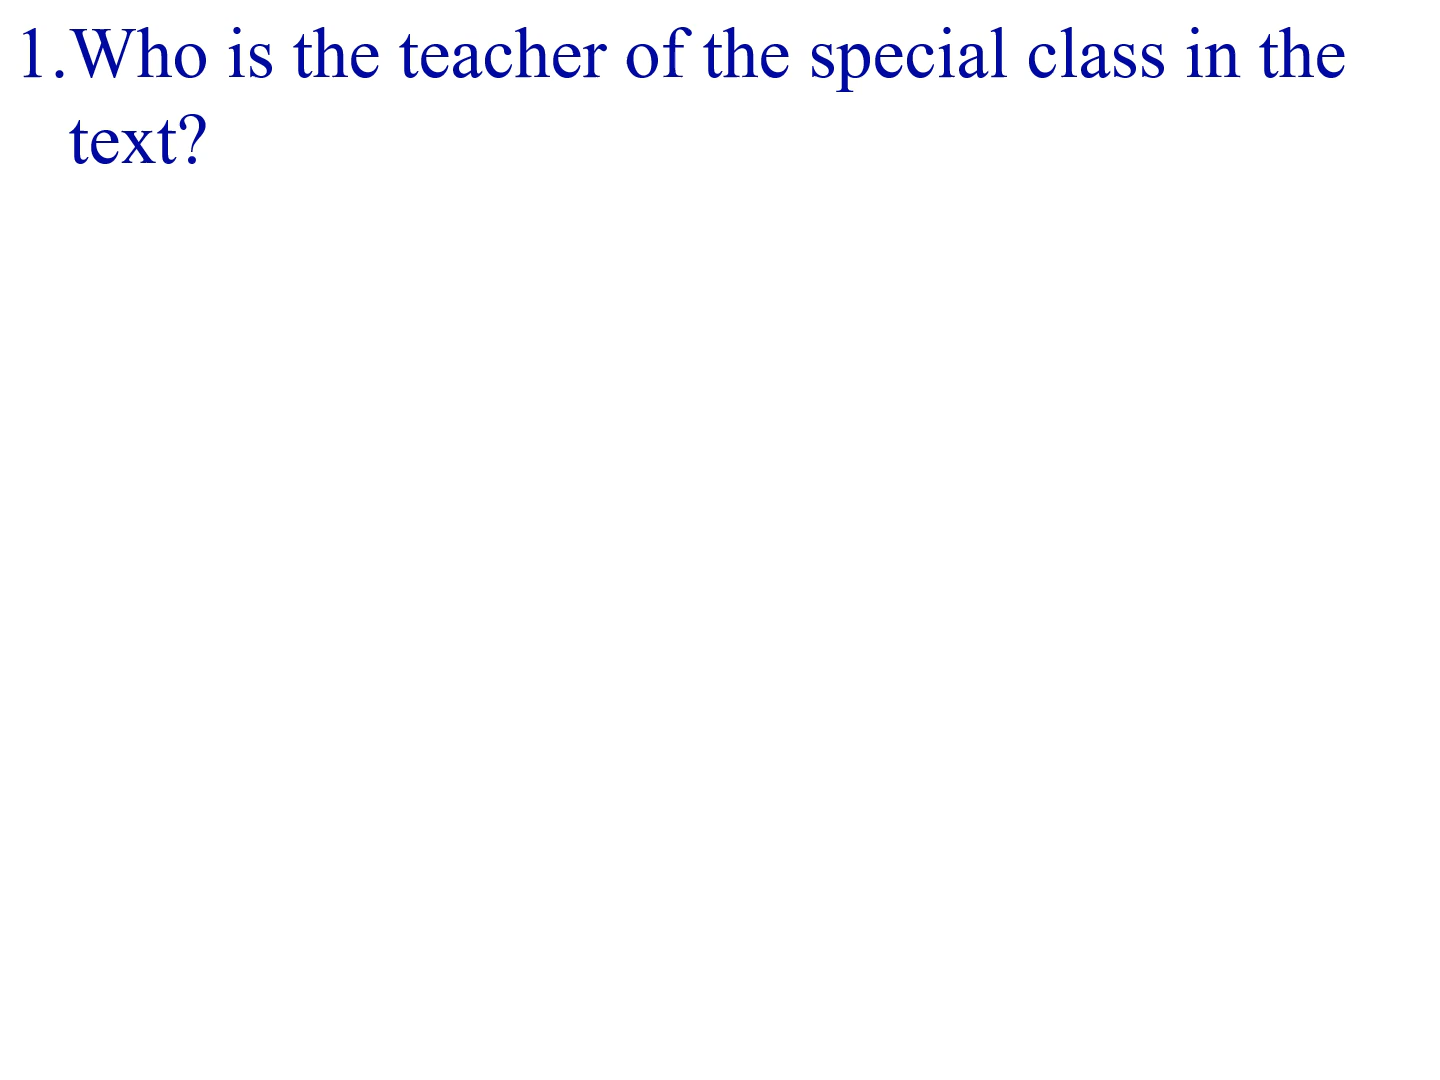 1.Who is the teacher of the special class in the
text?